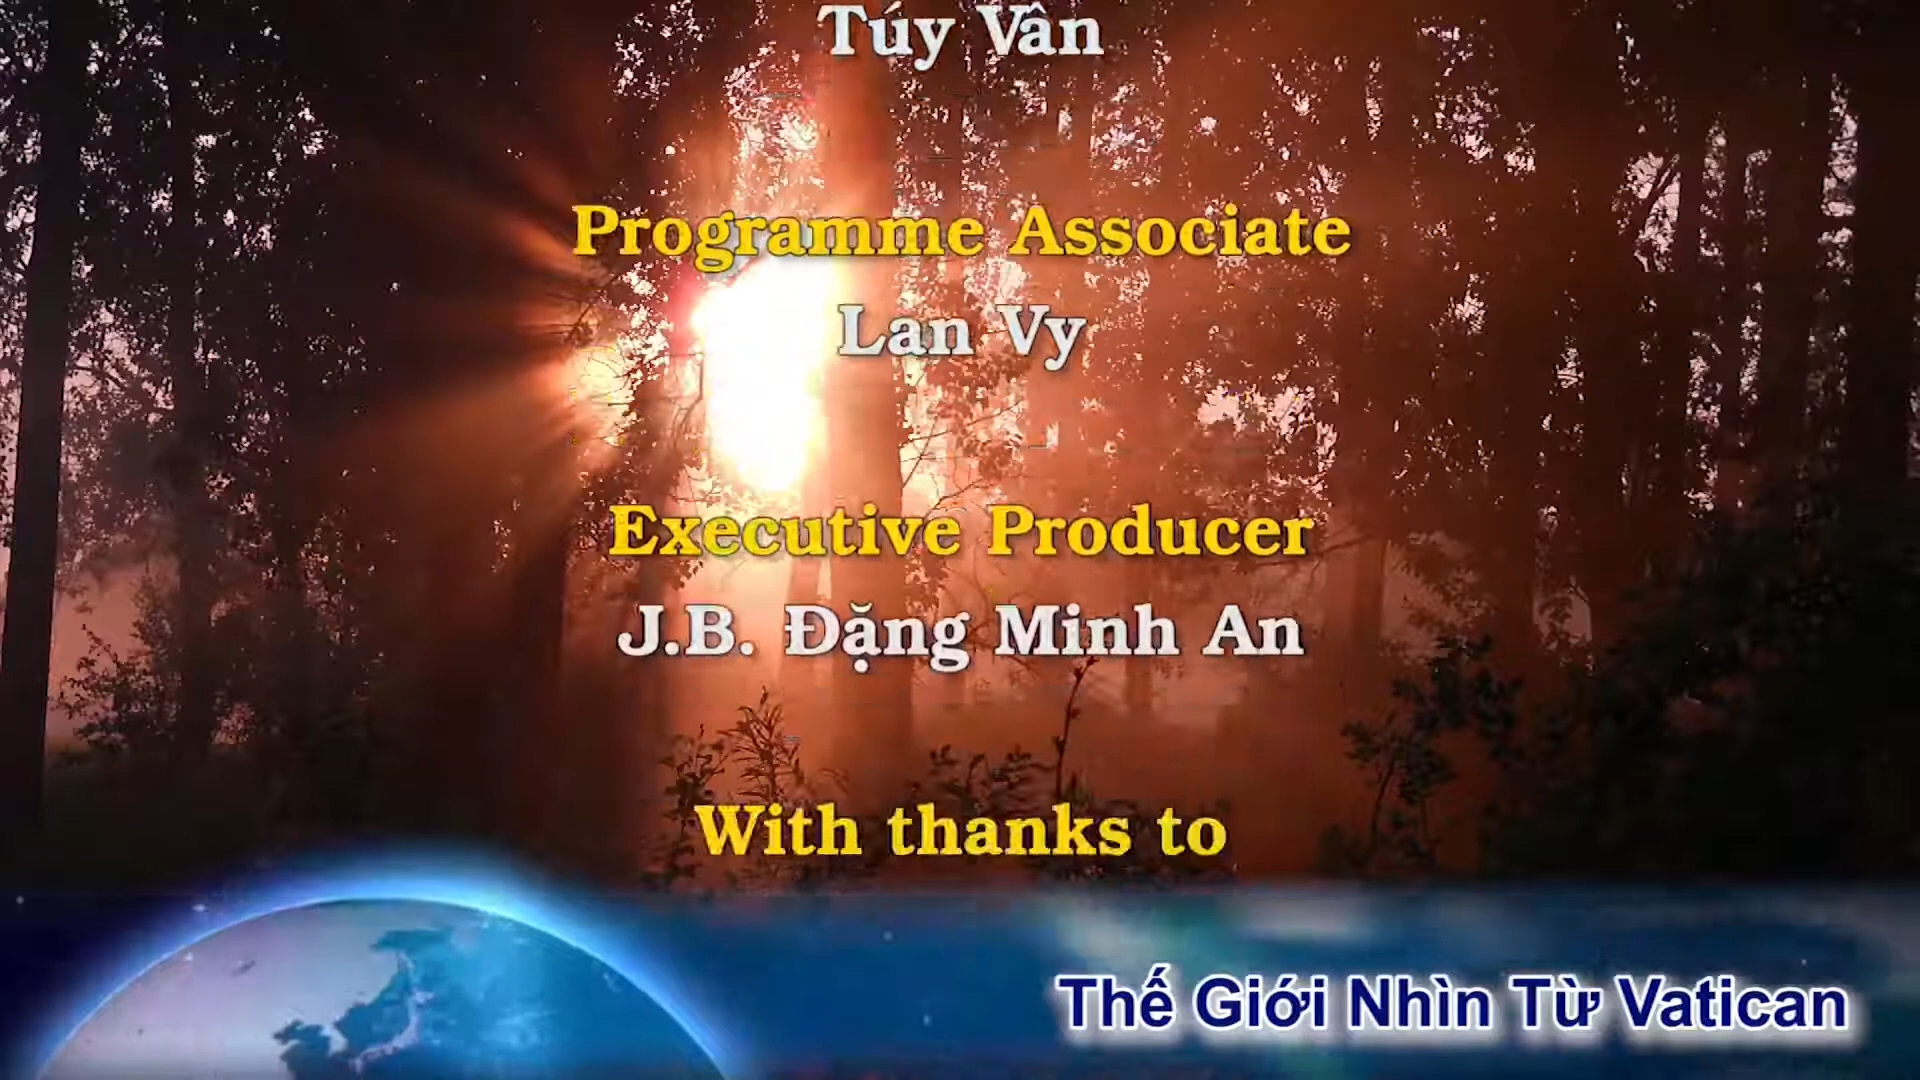 Túy Vân
Programme Associate
Lan Vy
Executive Producer
J.B. Đặng Minh An
With thanks to
Thế Giới Nhìn Từ Vatican